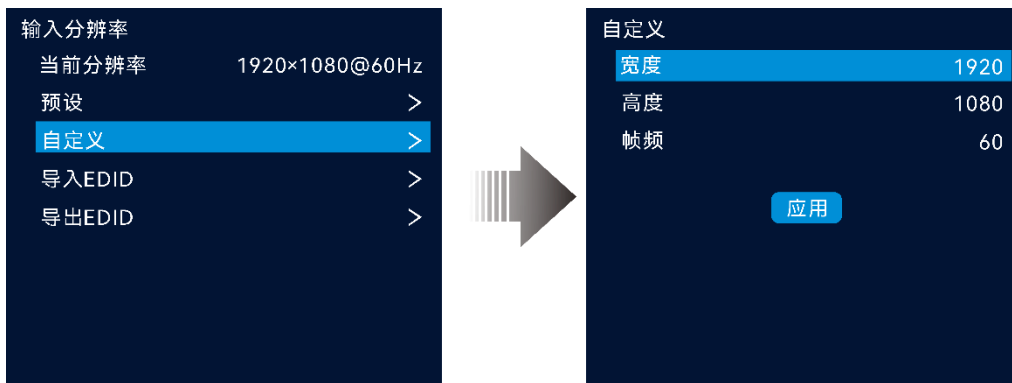 输入分辨率
当前分辨率 1920×1080@60Hz
预设 >
自定义 >
导入EDID >
导出EDID >
自定义
宽度 1920
高度 1080
帧频 60
应用